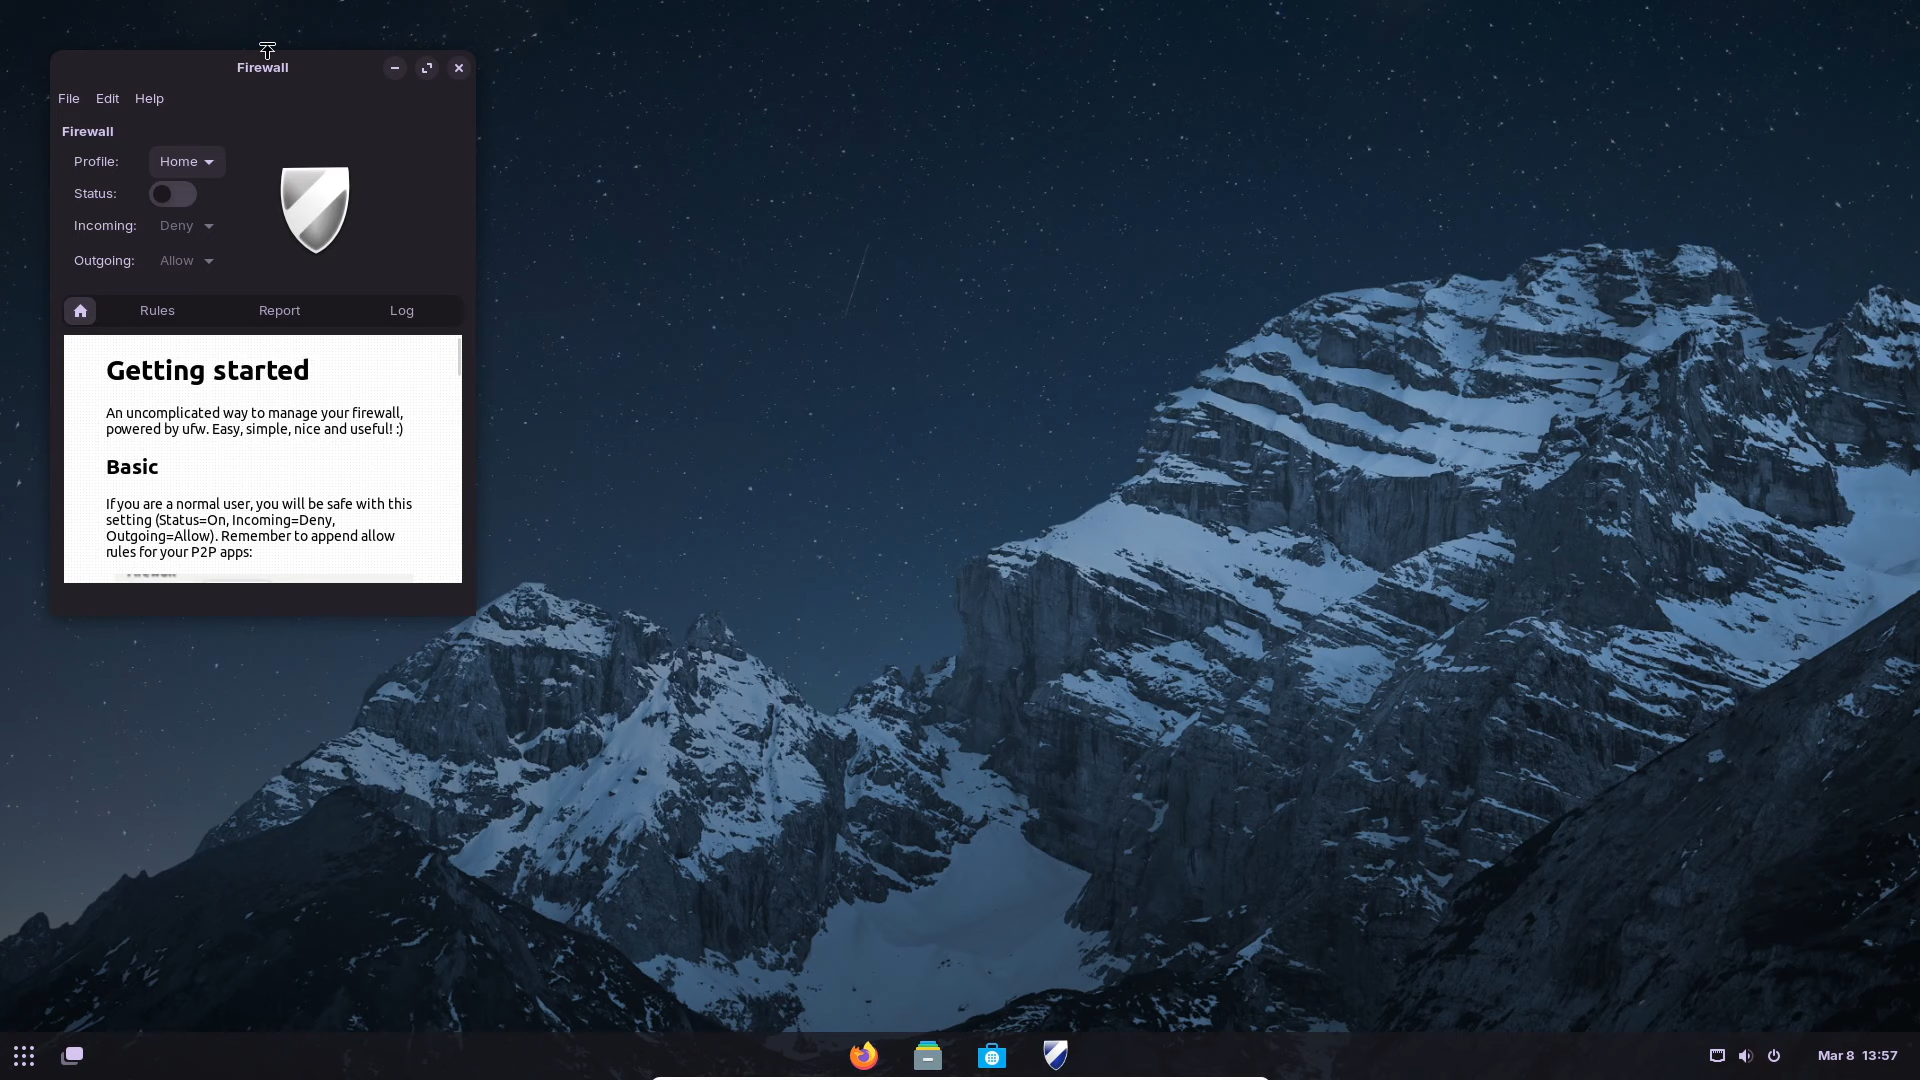 Firewall
File Edit Help
Firewall
Profile: Home
Status:
Incoming: Deny
Outgoing: Allow
Rules Report Log
Getting started
An uncomplicated way to manage your firewall,
powered by ufw. Easy, simple, nice and useful! :)
Basic
If you are a normal user, you will be safe with this
setting (Status=On, Incoming=Deny,
Outgoing=Allow). Remember to append allow
rules for your P2P apps:
Mar 8 13:57